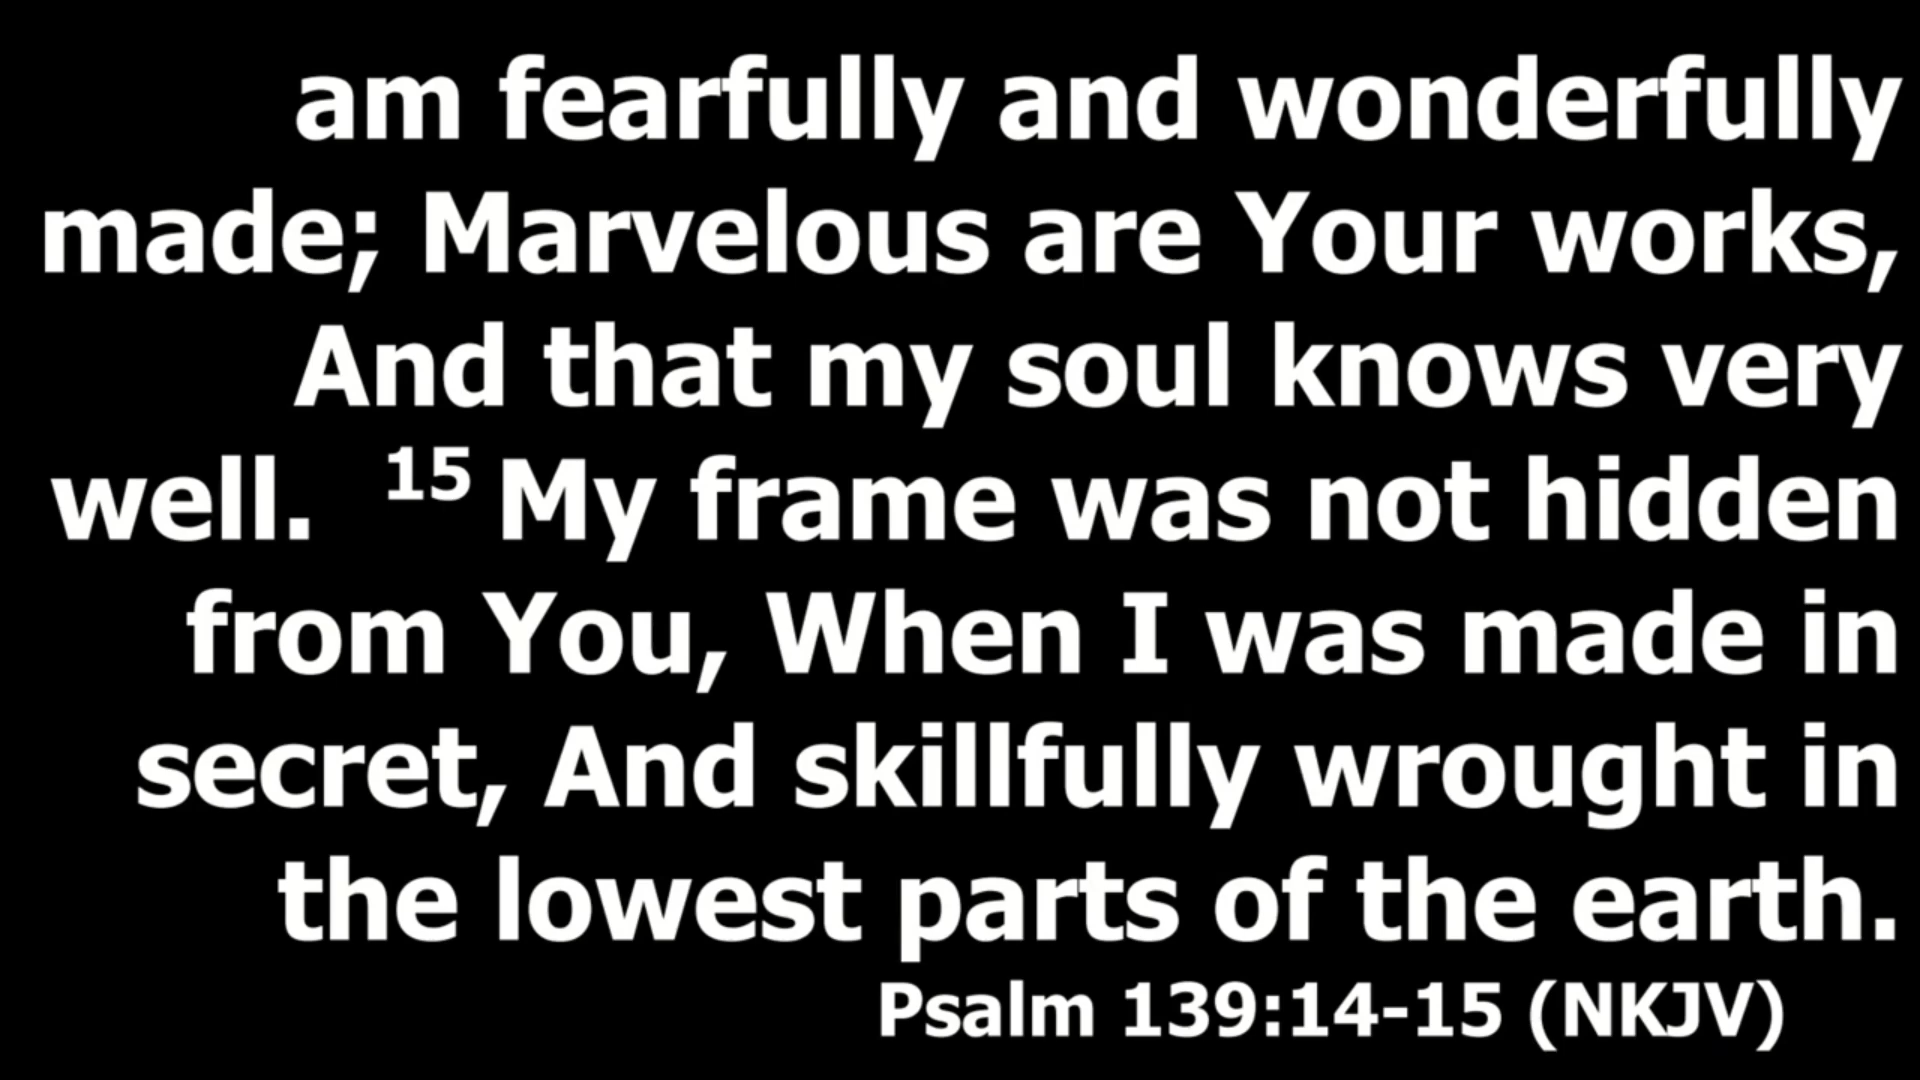 am fearfully and wonderfully
made; Marvelous are Your works,
And that my soul knows very
well. 15 My frame was not hidden
from You, When I was made in
secret, And skillfully wrought in
the lowest parts of the earth.
Psalm 139:14-15 (NKJV)